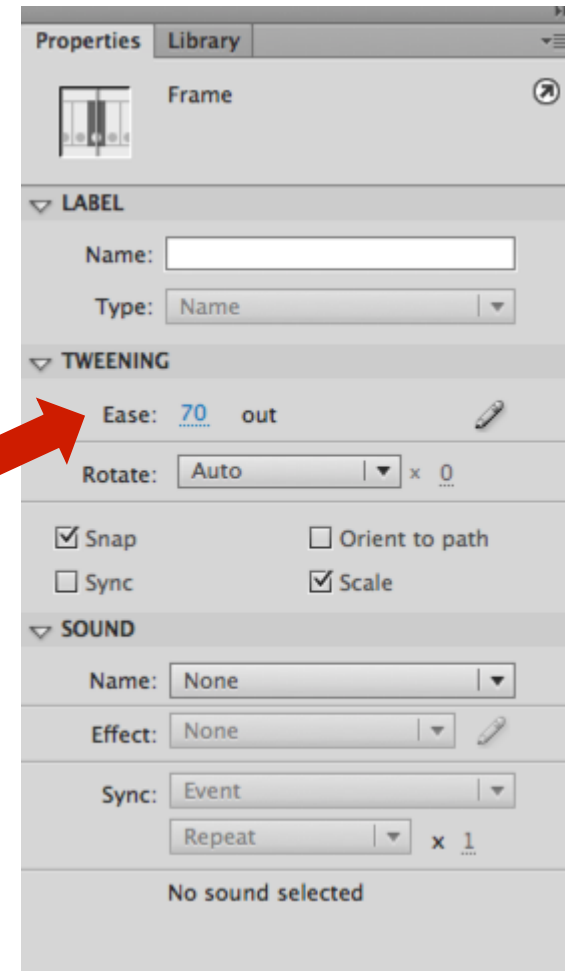 Properties Library
Frame
LABEL
Name:
Type: Name
TWEENING
Ease: 70 out
Rotate: Auto x 0
Snap Orient to path
Sync Scale
SOUND
Name: None
Effect: None
Sync: Event
Repeat x 1
No sound selected